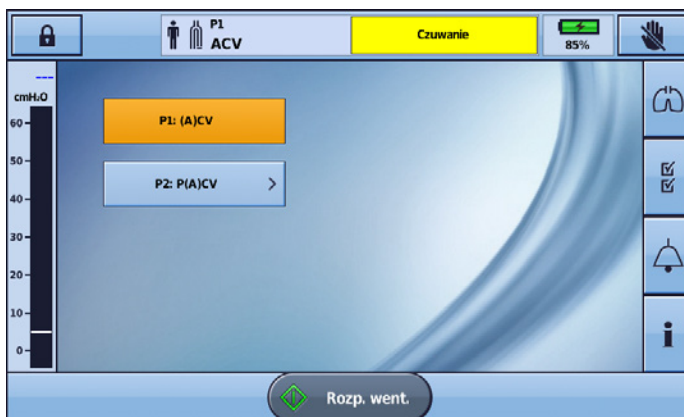 P1
ACV
Czuwanie
85%
---
cmH₂O
60
50
40
30
20
10
0
P1: (A)CV
P2: P(A)CV
Rozp. went.